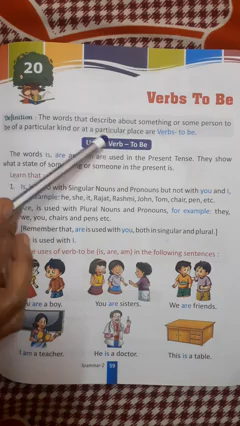 20
Verbs To Be
Definition : The words that describe about something or some person to
be of a particular kind or at a particular place are Verbs- to be.
Verb – To Be
The words is, are are used in the Present Tense. They show
what a state of something or someone in the present is.
Learn that
1. Is, with Singular Nouns and Pronouns but not with you and I,
example: he, she, it, Rajat, Rashmi, John, Tom, chair, pen, etc.
is used with Plural Nouns and Pronouns, for example: they,
we, you, chairs and pens etc.
[Remember that, are is used with you, both in singular and plural.]
is used with I.
uses of verb-to be (is, are, am) in the following sentences :
are a boy.
You are sisters.
We are friends.
I am a teacher.
He is a doctor.
This is a table.
Grammar-2 59